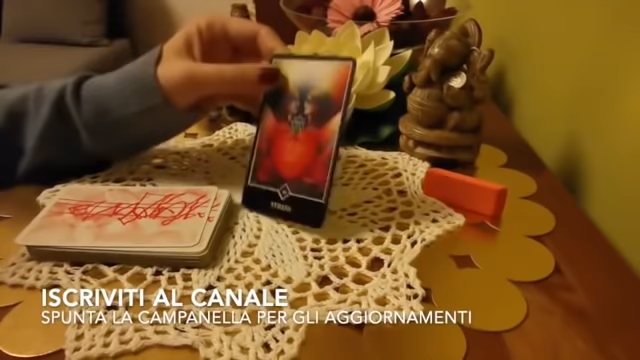 ISCRIVITI AL CANALE
SPUNTA LA CAMPANELLA PER GLI AGGIORNAMENTI